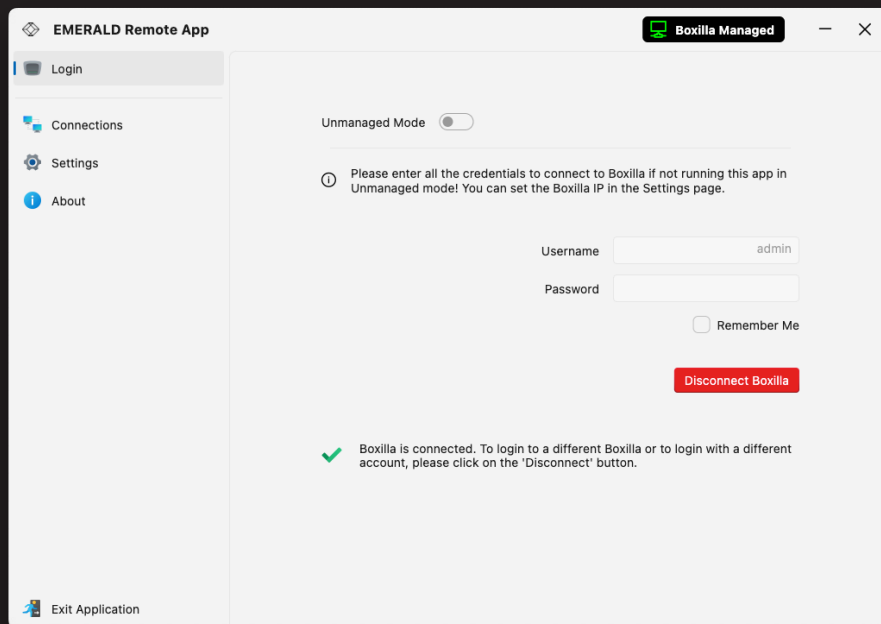 EMERALD Remote App
Boxilla Managed
Login
Connections
Settings
About
Exit Application
Unmanaged Mode
Please enter all the credentials to connect to Boxilla if not running this app in
Unmanaged mode! You can set the Boxilla IP in the Settings page.
Username
admin
Password
Remember Me
Disconnect Boxilla
Boxilla is connected. To login to a different Boxilla or to login with a different
account, please click on the 'Disconnect' button.